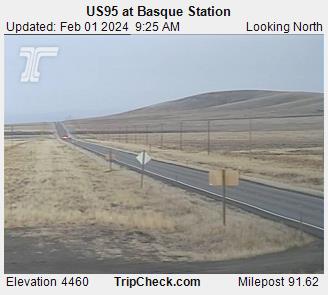 US95 at Basque Station
Updated: Feb 01 2024 9:25 AM Looking North
Elevation 4460 TripCheck.com Milepost 91.62